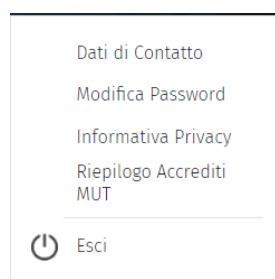 Dati di Contatto
Modifica Password
Informativa Privacy
Riepilogo Accrediti
MUT
Esci